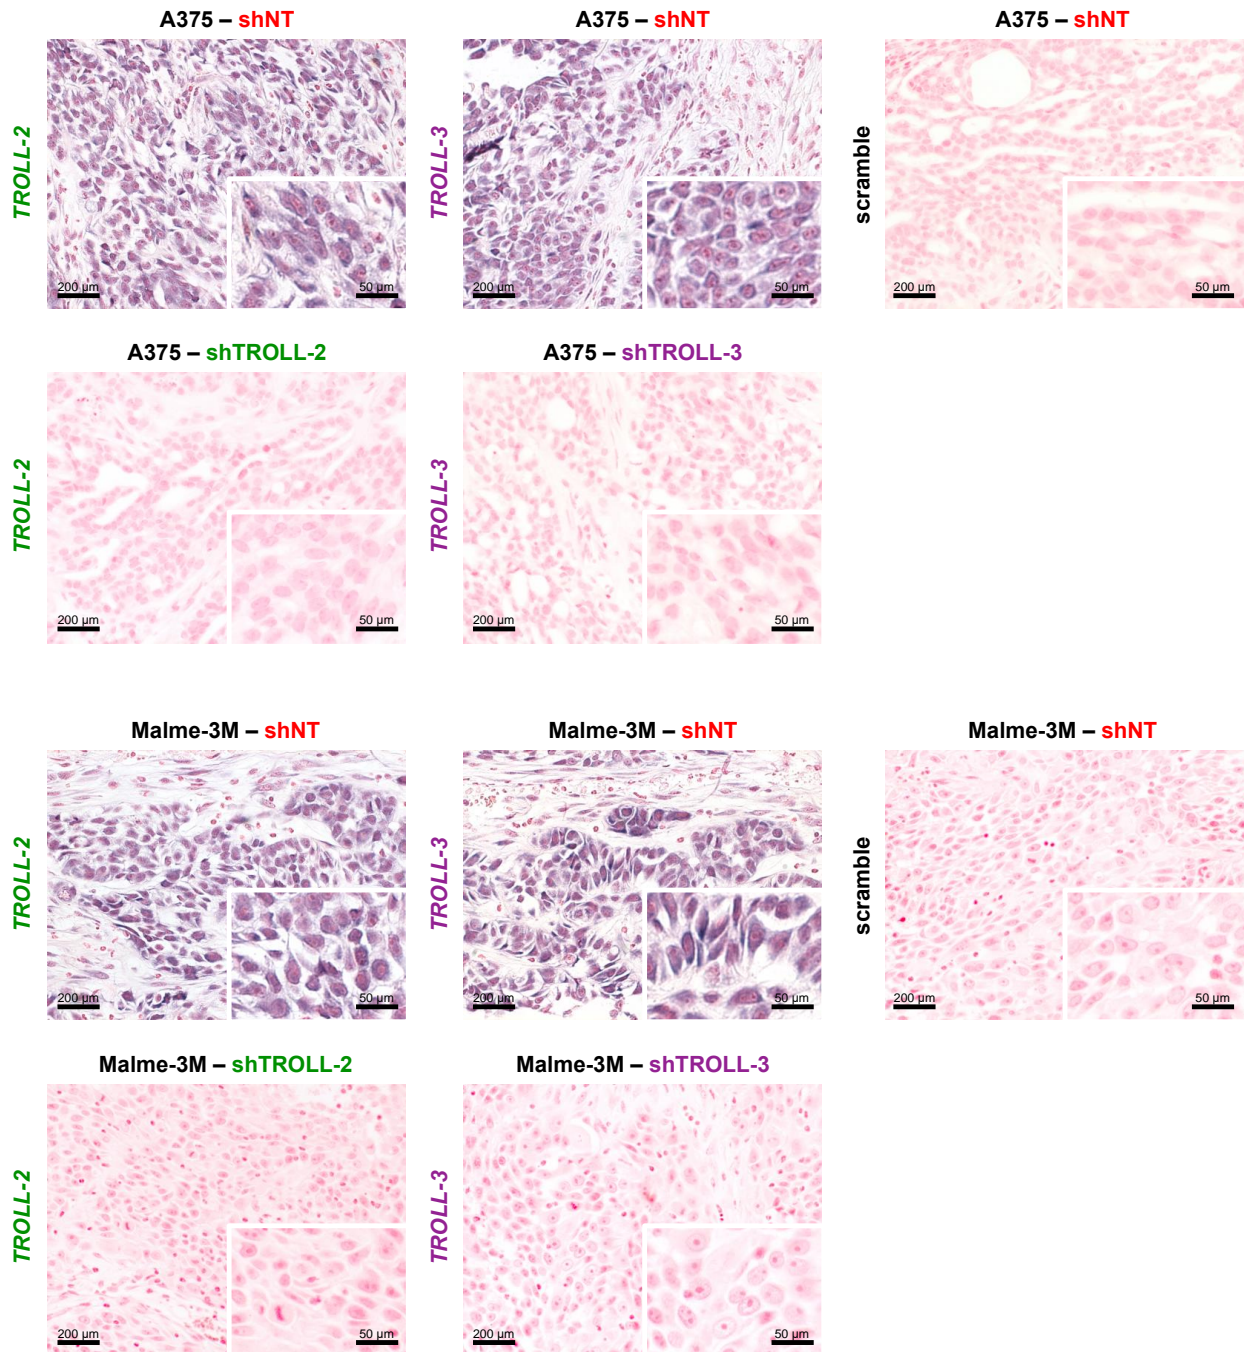 A375 – shNT
A375 – shNT
A375 – shNT
TROLL-2
200 µm
50 µm
TROLL-3
200 µm
50 µm
scramble
200 µm
50 µm
A375 – shTROLL-2
A375 – shTROLL-3
TROLL-2
200 µm
50 µm
TROLL-3
200 µm
50 µm
Malme-3M – shNT
Malme-3M – shNT
Malme-3M – shNT
TROLL-2
200 µm
50 µm
TROLL-3
200 µm
50 µm
scramble
200 µm
50 µm
Malme-3M – shTROLL-2
Malme-3M – shTROLL-3
TROLL-2
200 µm
50 µm
TROLL-3
200 µm
50 µm